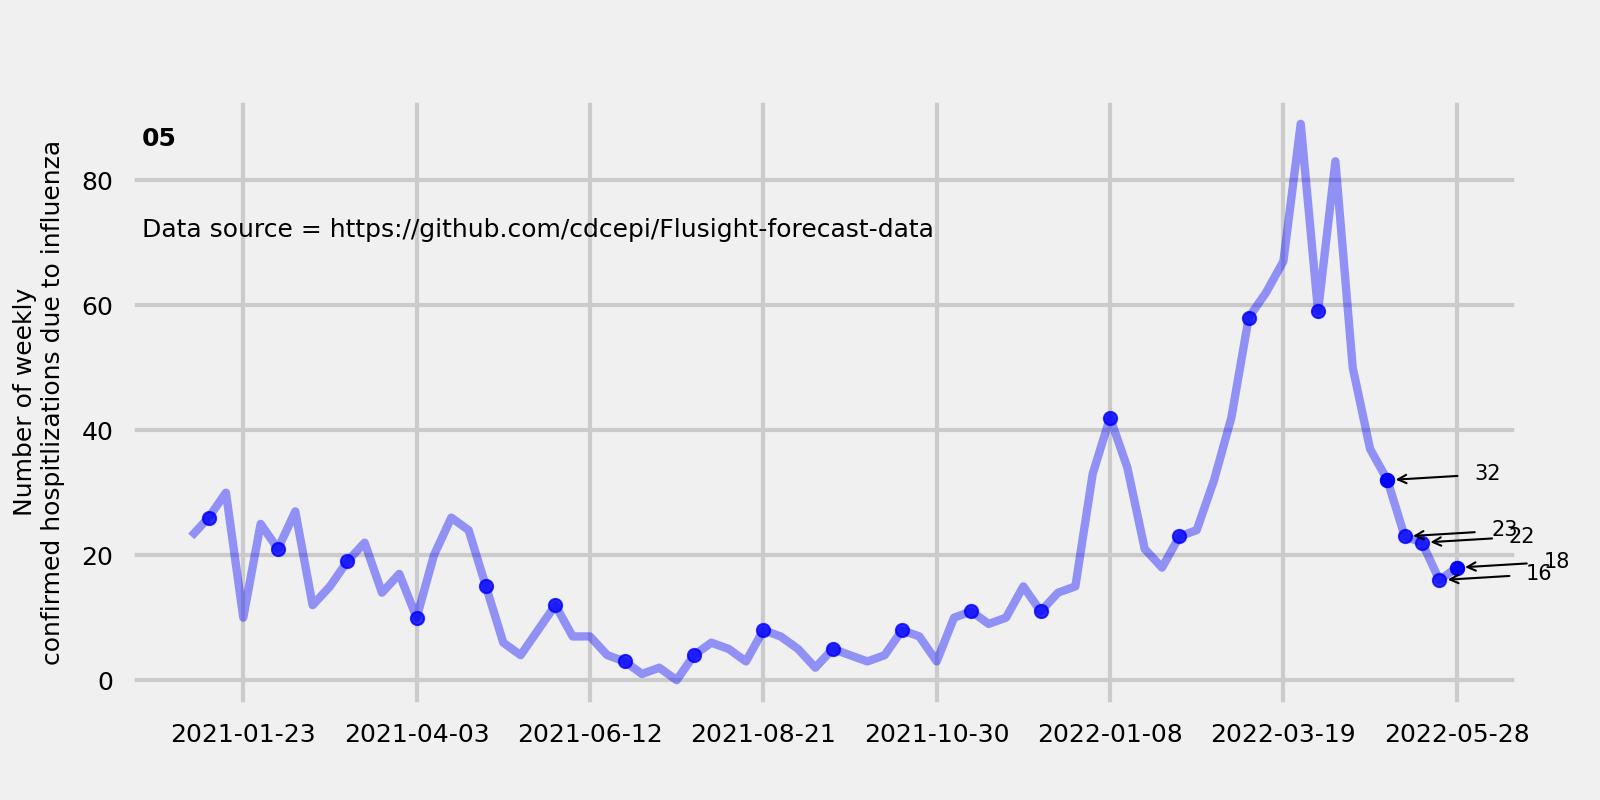 05
Data source = https://github.com/cdcepi/Flusight-forecast-data
Number of weekly
confirmed hospitlizations due to influenza
80
60
40
20
0
32
23
22
18
16
2021-01-23 2021-04-03 2021-06-12 2021-08-21 2021-10-30 2022-01-08 2022-03-19 2022-05-28